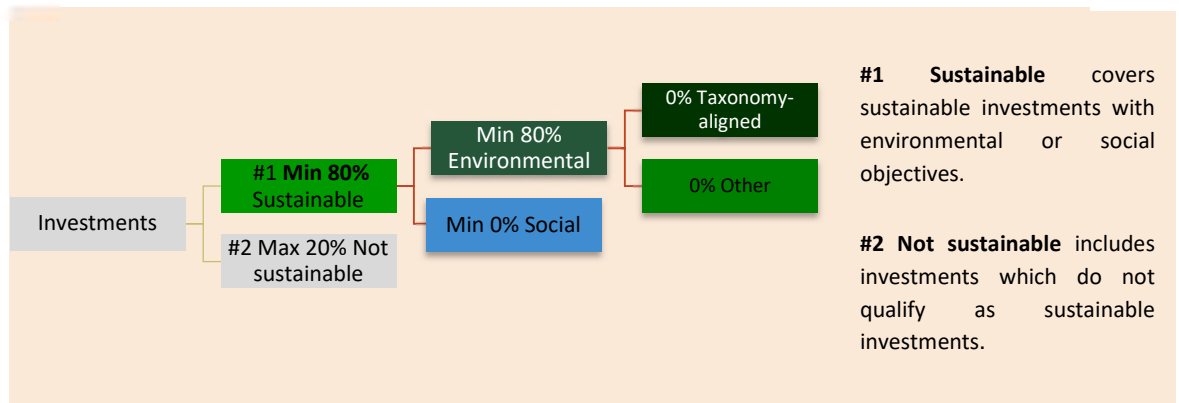 Investments
#1 Min 80%
Sustainable
#2 Max 20% Not
sustainable
Min 80%
Environmental
Min 0% Social
0% Taxonomy-
aligned
0% Other
#1 Sustainable covers
sustainable investments with
environmental or social
objectives.
#2 Not sustainable includes
investments which do not
qualify as sustainable
investments.